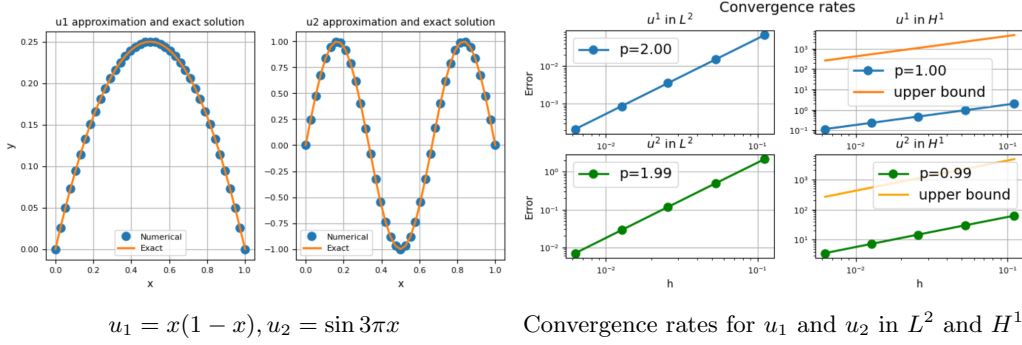 u1 approximation and exact solution
0.25
0.20
0.15
0.10
0.05
0.00
y
0.0 0.2 0.4 0.6 0.8 1.0
x
Numerical
Exact
u2 approximation and exact solution
1.00
0.75
0.50
0.25
0.00
−0.25
−0.50
−0.75
−1.00
0.0 0.2 0.4 0.6 0.8 1.0
x
Numerical
Exact
Convergence rates
u¹ in L²
Error
10⁻²
10⁻³
p=2.00
10⁻² 10⁻¹
u¹ in H¹
10³
10²
10¹
10⁰
10⁻¹
p=1.00
upper bound
10⁻² 10⁻¹
u² in L²
Error
10⁰
10⁻¹
10⁻²
p=1.99
10⁻² 10⁻¹
h
u² in H¹
10³
10²
10¹
p=0.99
upper bound
10⁻² 10⁻¹
h
u₁ = x(1 − x), u₂ = sin 3πx
Convergence rates for u₁ and u₂ in L² and H¹